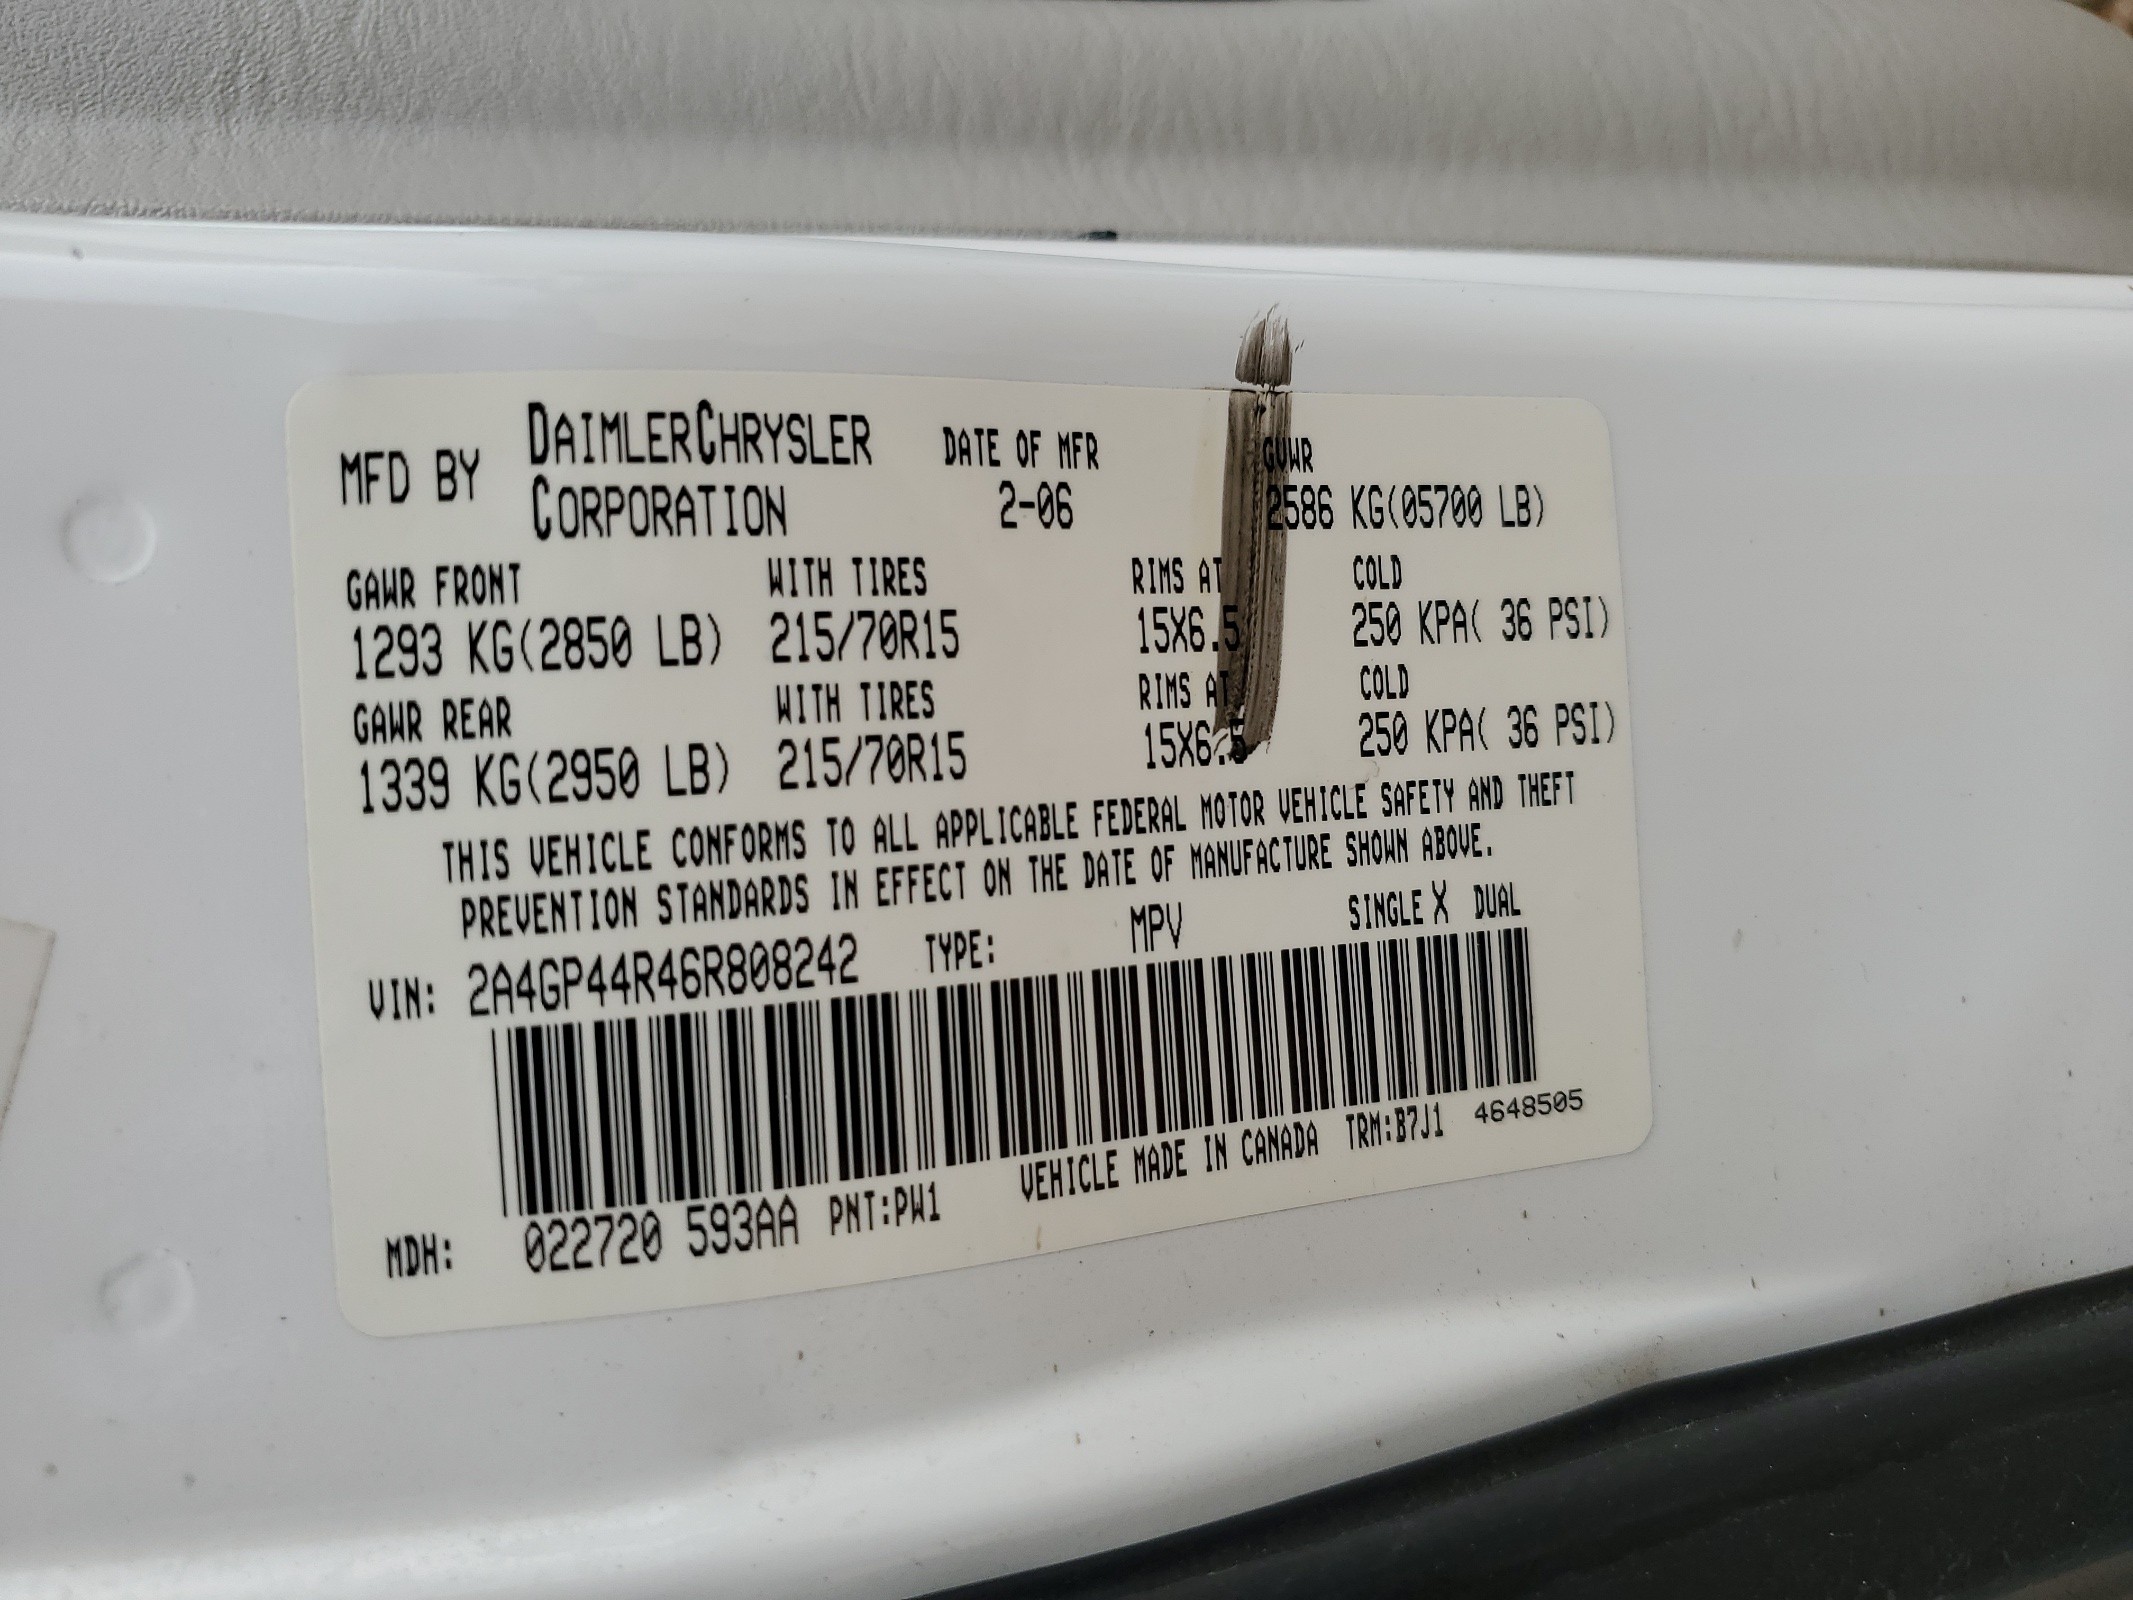 MFD BY DAIMLERCHRYSLER CORPORATION
DATE OF MFR
2-06
GVWR
2586 KG(05700 LB)
GAWR FRONT WITH TIRES RIMS AT COLD
1293 KG(2850 LB) 215/70R15 15X6.5 250 KPA( 36 PSI)
GAWR REAR WITH TIRES RIMS AT COLD
1339 KG(2950 LB) 215/70R15 15X6.5 250 KPA( 36 PSI)
THIS VEHICLE CONFORMS TO ALL APPLICABLE FEDERAL MOTOR VEHICLE SAFETY AND THEFT
PREVENTION STANDARDS IN EFFECT ON THE DATE OF MANUFACTURE SHOWN ABOVE.
VIN: 2A4GP44R46R808242 TYPE: MPV SINGLE X DUAL
MDH: 022720 593AA PNT:PW1 VEHICLE MADE IN CANADA TRM:B7J1 4648505